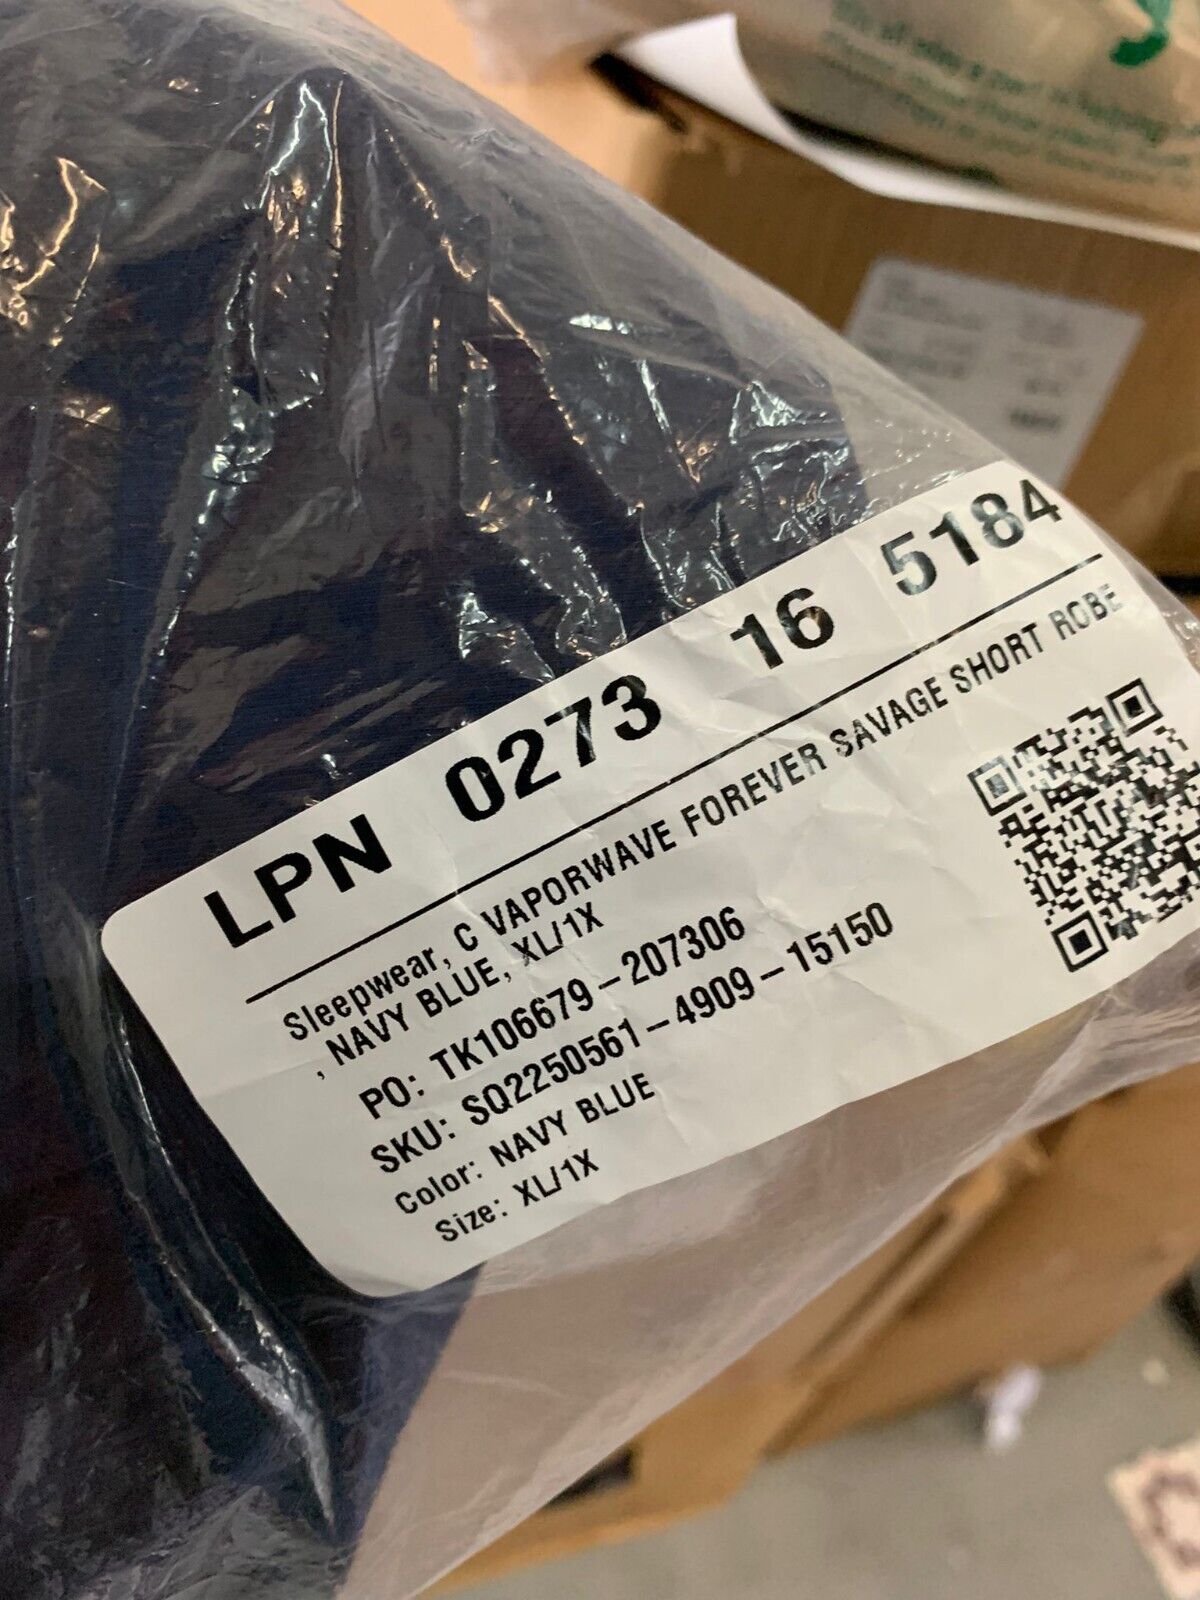 LPN 0273 16 5184
Sleepwear, C VAPORWAVE FOREVER SAVAGE SHORT ROBE
, NAVY BLUE, XL/1X
PO: TK106679-207306
SKU: SQ2250561-4909-15150
Color: NAVY BLUE
Size: XL/1X